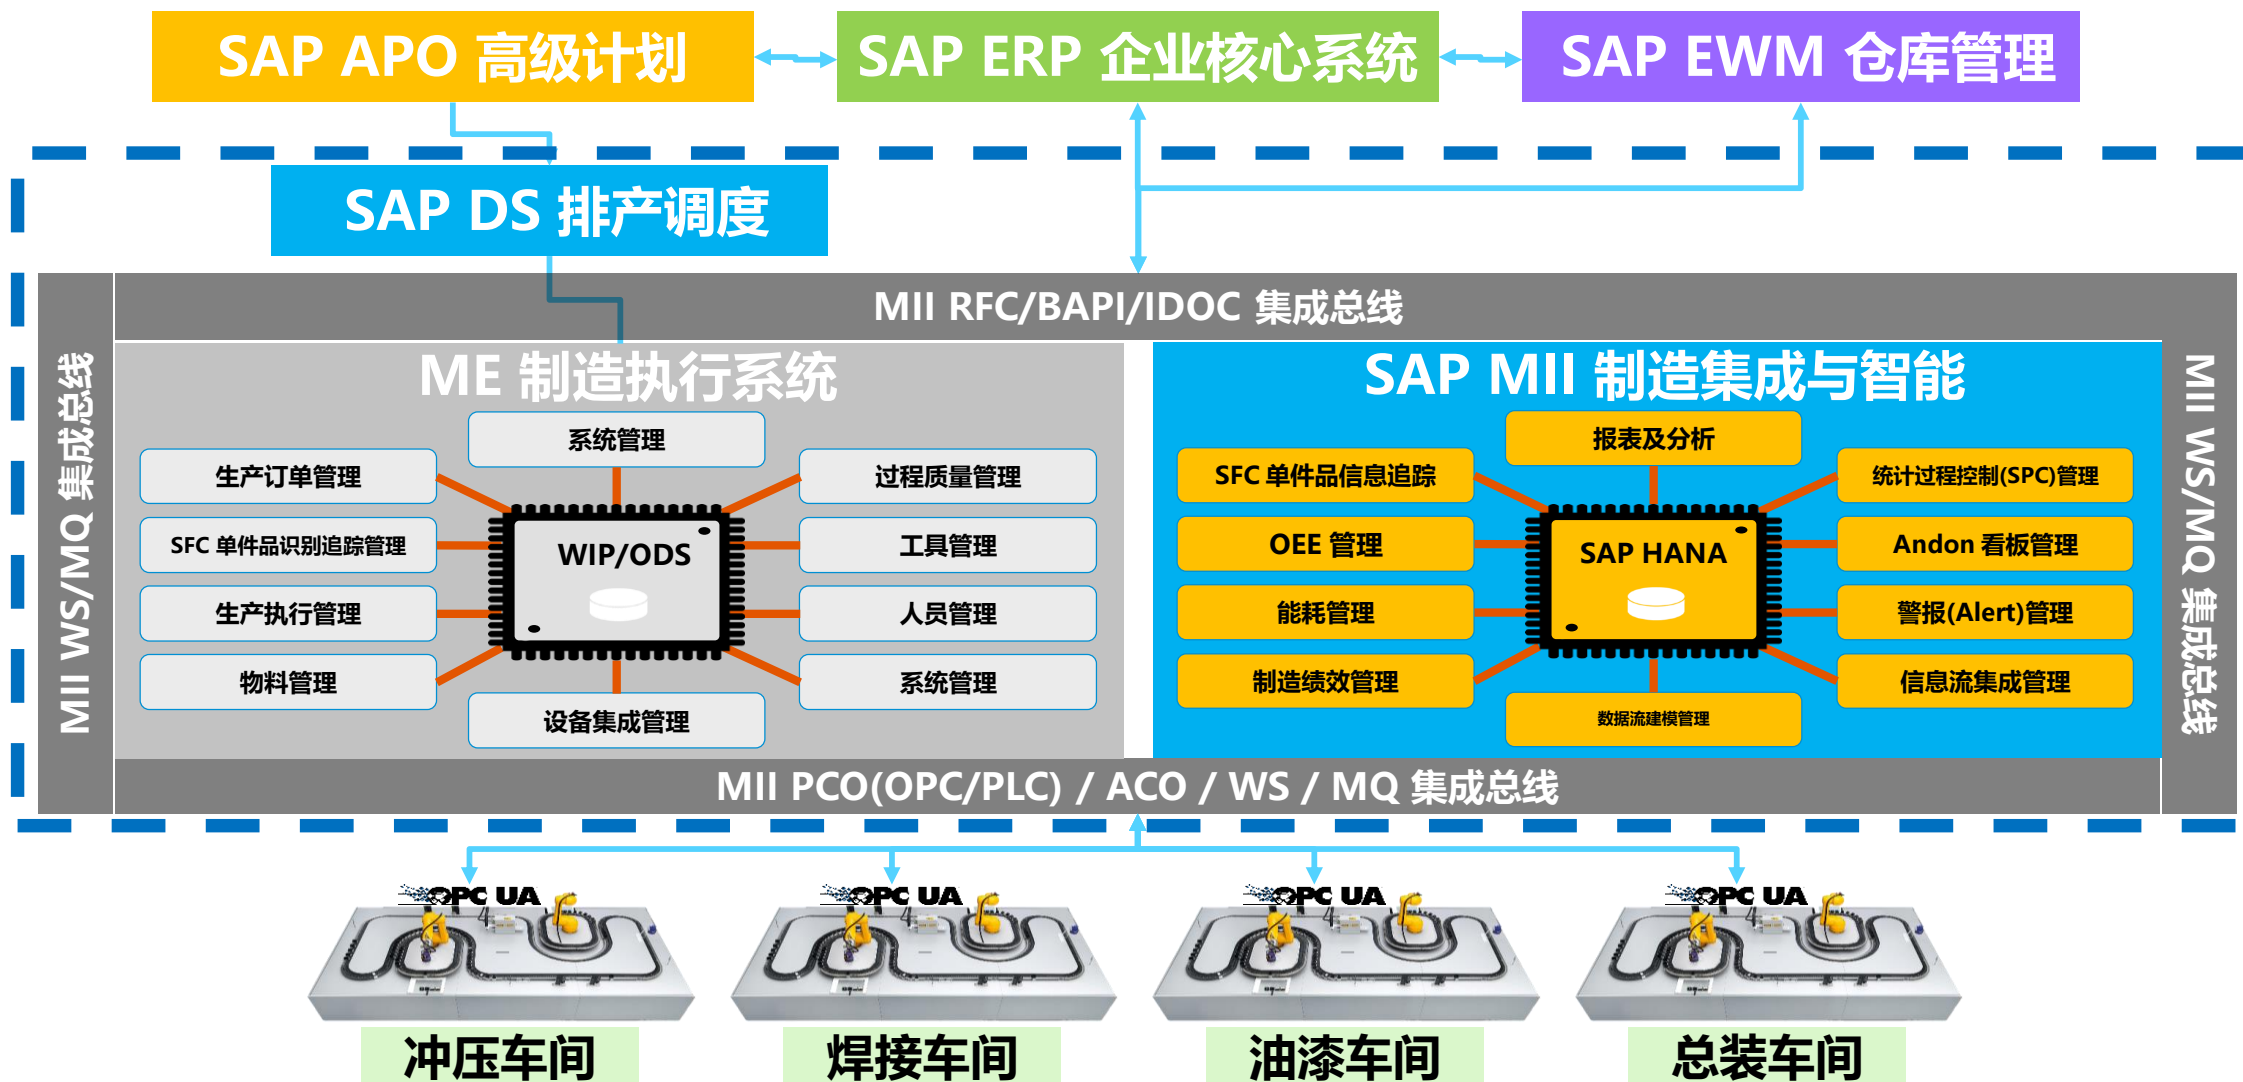 SAP APO 高级计划
SAP ERP 企业核心系统
SAP EWM 仓库管理
SAP DS 排产调度
MII RFC/BAPI/IDOC 集成总线
MII WS/MQ 集成总线
ME 制造执行系统
系统管理
生产订单管理
过程质量管理
SFC 单件品识别追踪管理
工具管理
WIP/ODS
生产执行管理
人员管理
物料管理
系统管理
设备集成管理
SAP MII 制造集成与智能
报表及分析
SFC 单件品信息追踪
统计过程控制(SPC)管理
OEE 管理
Andon 看板管理
SAP HANA
能耗管理
警报(Alert)管理
制造绩效管理
信息流集成管理
数据流建模管理
MII WS/MQ 集成总线
MII PCO(OPC/PLC) / ACO / WS / MQ 集成总线
OPC UA
OPC UA
OPC UA
OPC UA
冲压车间
焊接车间
油漆车间
总装车间